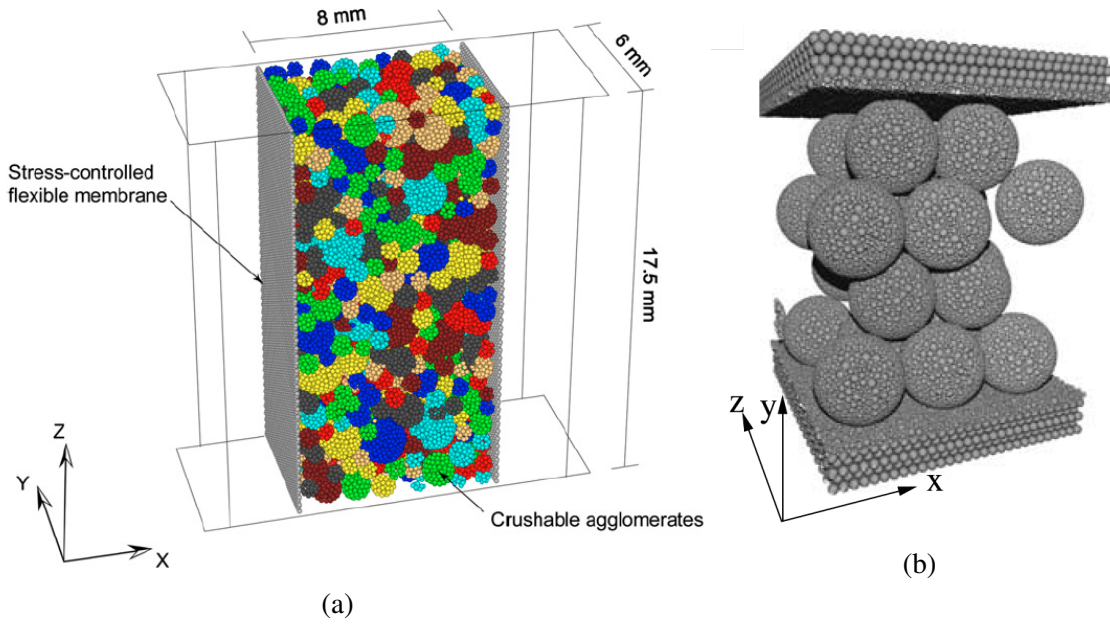 8 mm
6 mm
Stress-controlled
flexible membrane
17.5 mm
Crushable agglomerates
Z
Y
X
(a)
z
y
x
(b)